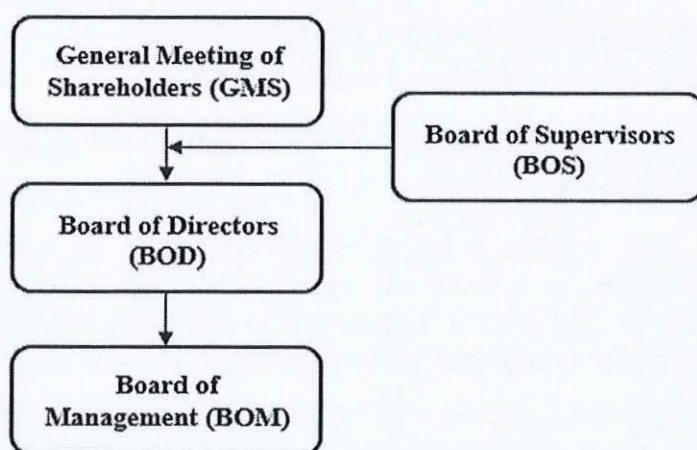 General Meeting of
Shareholders (GMS)
Board of Supervisors
(BOS)
Board of Directors
(BOD)
Board of
Management (BOM)